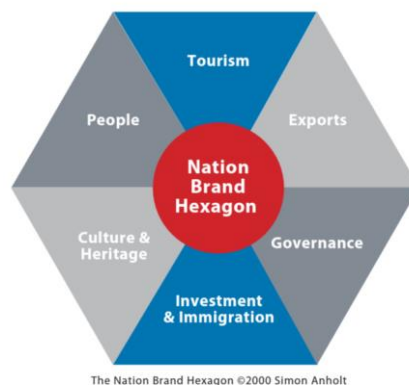 Tourism
People
Exports
Nation
Brand
Hexagon
Culture &
Heritage
Governance
Investment
& Immigration
The Nation Brand Hexagon ©2000 Simon Anholt